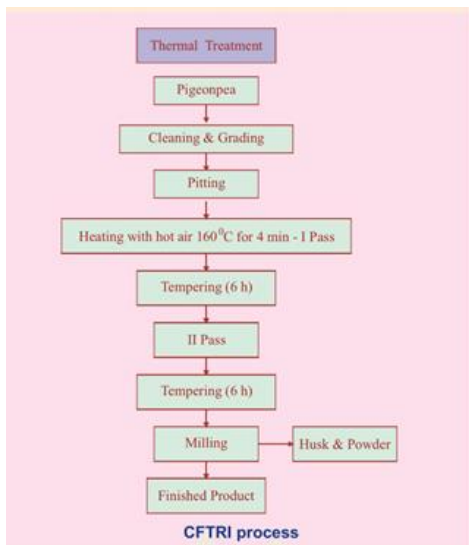 Thermal Treatment
Pigeonpea
Cleaning & Grading
Pitting
Heating with hot air 160⁰C for 4 min - I Pass
Tempering (6 h)
II Pass
Tempering (6 h)
Milling
Husk & Powder
Finished Product
CFTRI process